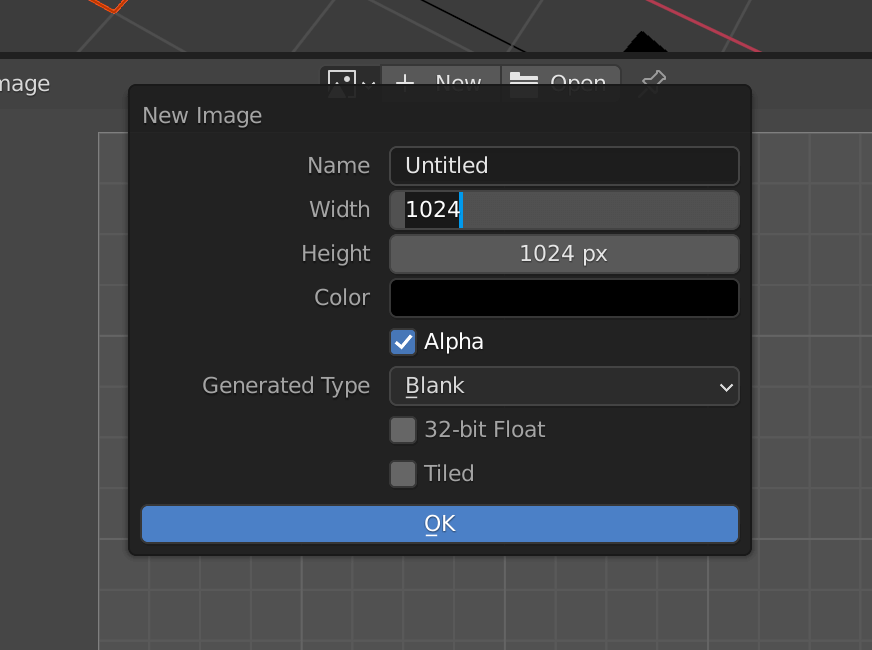 mage New Open
New Image
Name Untitled
Width 1024
Height 1024 px
Color
Alpha
Generated Type Blank
32-bit Float
Tiled
OK